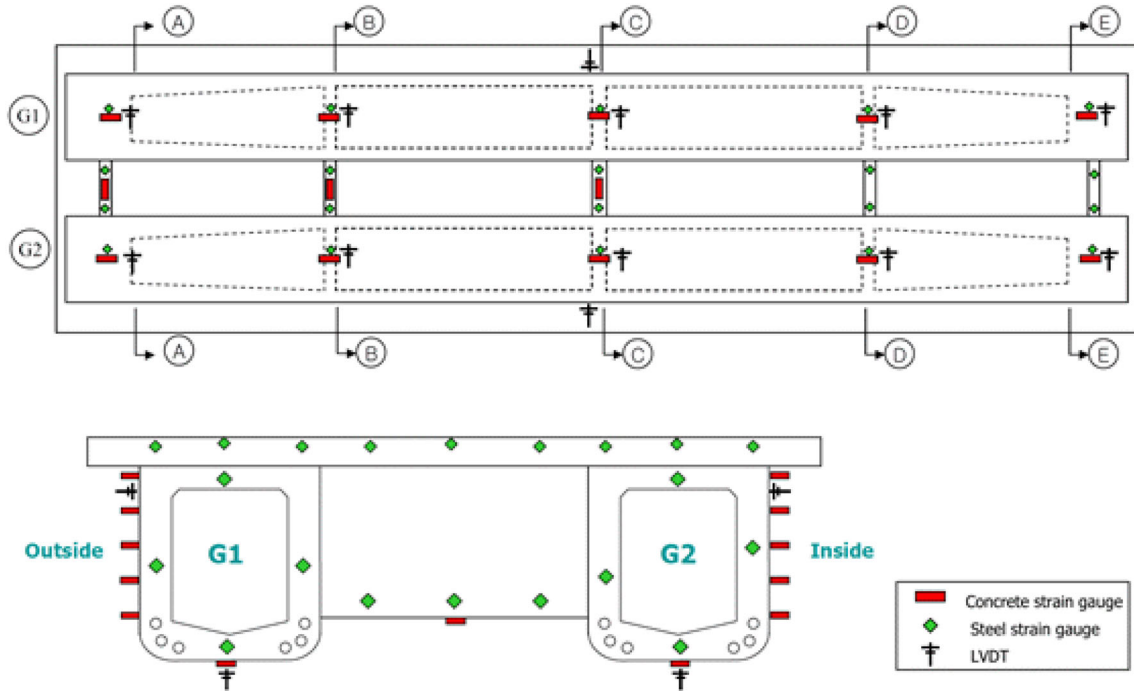 A B C D E
G1
G2
A B C D E
Outside G1 G2 Inside
Concrete strain gauge
Steel strain gauge
LVDT